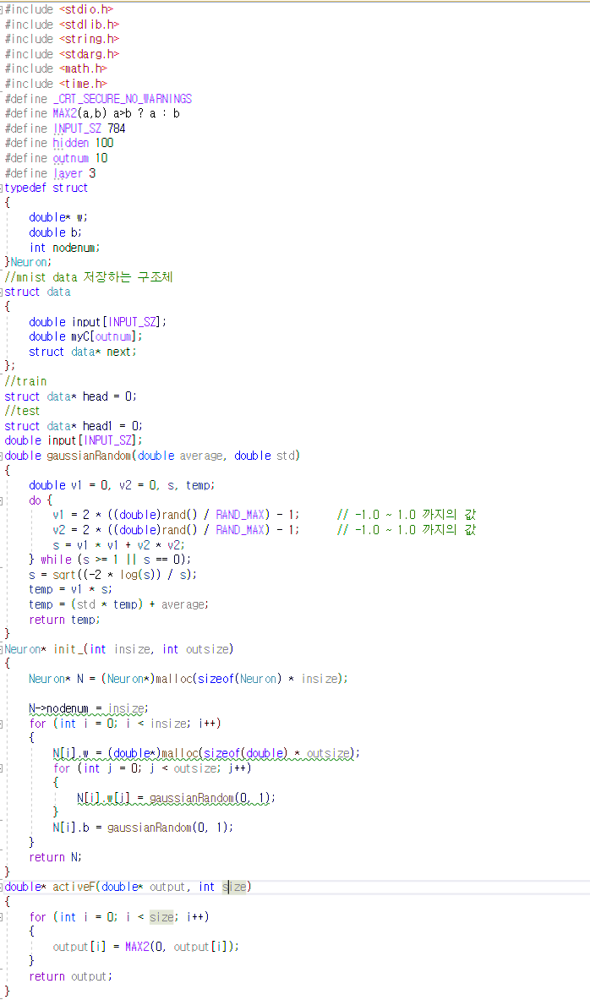 #include <stdio.h>
#include <stdlib.h>
#include <string.h>
#include <stdarg.h>
#include <math.h>
#include <time.h>
#define _CRT_SECURE_NO_WARNINGS
#define MAX2(a,b) a>b ? a : b
#define INPUT_SZ 784
#define hidden 100
#define outnum 10
#define layer 3
typedef struct
{
    double* w;
    double b;
    int nodenum;
}Neuron;
//mnist data 저장하는 구조체
struct data
{
    double input[INPUT_SZ];
    double myC[outnum];
    struct data* next;
};
//train
struct data* head = 0;
//test
struct data* head1 = 0;
double input[INPUT_SZ];
double gaussianRandom(double average, double std)
{
    double v1 = 0, v2 = 0, s, temp;
    do {
        v1 = 2 * ((double)rand() / RAND_MAX) - 1;      // -1.0 ~ 1.0 까지의 값
        v2 = 2 * ((double)rand() / RAND_MAX) - 1;      // -1.0 ~ 1.0 까지의 값
        s = v1 * v1 + v2 * v2;
    } while (s >= 1 || s == 0);
    s = sqrt((-2 * log(s)) / s);
    temp = v1 * s;
    temp = (std * temp) + average;
    return temp;
}
Neuron* init_(int insize, int outsize)
{
    Neuron* N = (Neuron*)malloc(sizeof(Neuron) * insize);

    N->nodenum = insize;
    for (int i = 0; i < insize; i++)
    {
        N[i].w = (double*)malloc(sizeof(double) * outsize);
        for (int j = 0; j < outsize; j++)
        {
            N[i].w[j] = gaussianRandom(0, 1);
        }
        N[i].b = gaussianRandom(0, 1);
    }
    return N;
}
double* activeF(double* output, int size)
{
    for (int i = 0; i < size; i++)
    {
        output[i] = MAX2(0, output[i]);
    }
    return output;
}